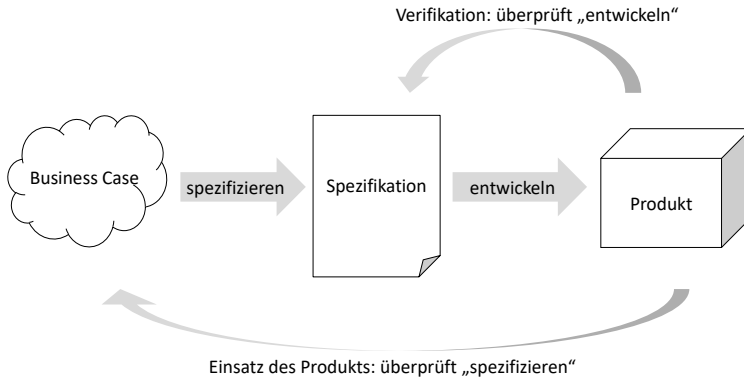 Verifikation: überprüft „entwickeln“
Business Case
spezifizieren
Spezifikation
entwickeln
Produkt
Einsatz des Produkts: überprüft „spezifizieren“